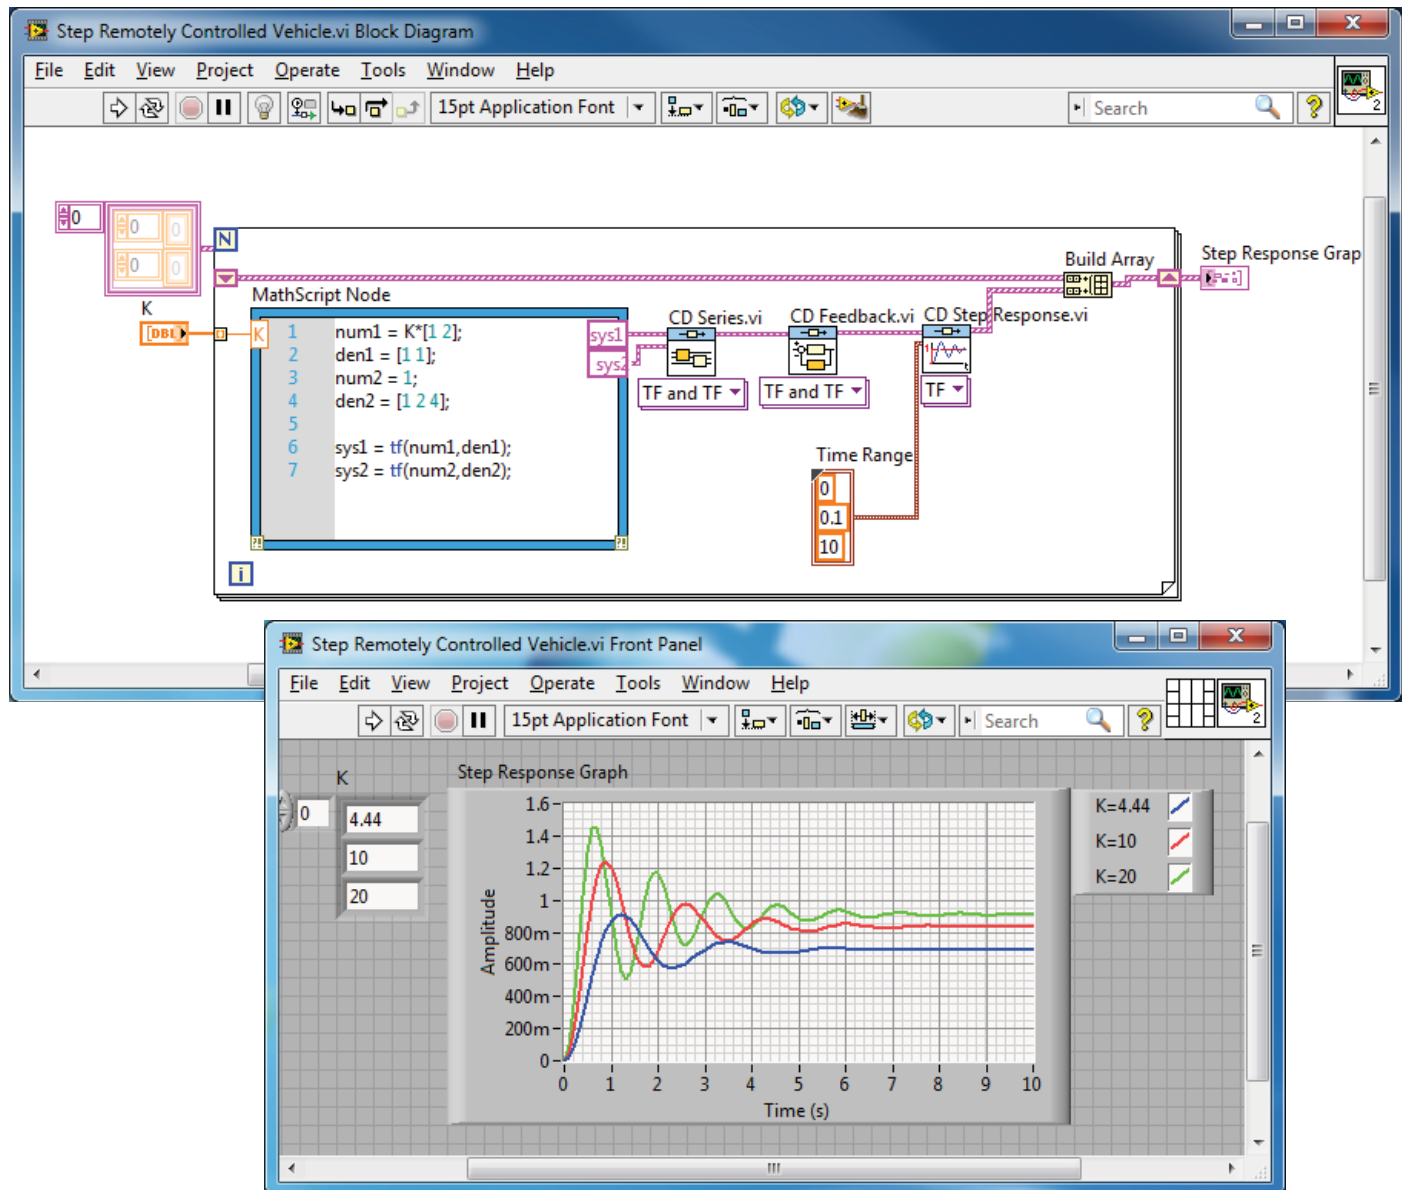 Step Remotely Controlled Vehicle.vi Block Diagram
File Edit View Project Operate Tools Window Help
15pt Application Font
Search
?
2
0
0 0
0 0
N
Build Array
Step Response Grap
MathScript Node
K
[DBL]
K
1 num1 = K*[1 2];
2 den1 = [1 1];
3 num2 = 1;
4 den2 = [1 2 4];
5
6 sys1 = tf(num1,den1);
7 sys2 = tf(num2,den2);
sys1
sys2
CD Series.vi
CD Feedback.vi
CD Step Response.vi
TF and TF
TF and TF
TF
Time Range
0
0.1
10
i
Step Remotely Controlled Vehicle.vi Front Panel
File Edit View Project Operate Tools Window Help
15pt Application Font
Search
?
2
K
0
4.44
10
20
Step Response Graph
1.6
1.4
1.2
1
800m
600m
400m
200m
0
Amplitude
0 1 2 3 4 5 6 7 8 9 10
Time (s)
K=4.44
K=10
K=20